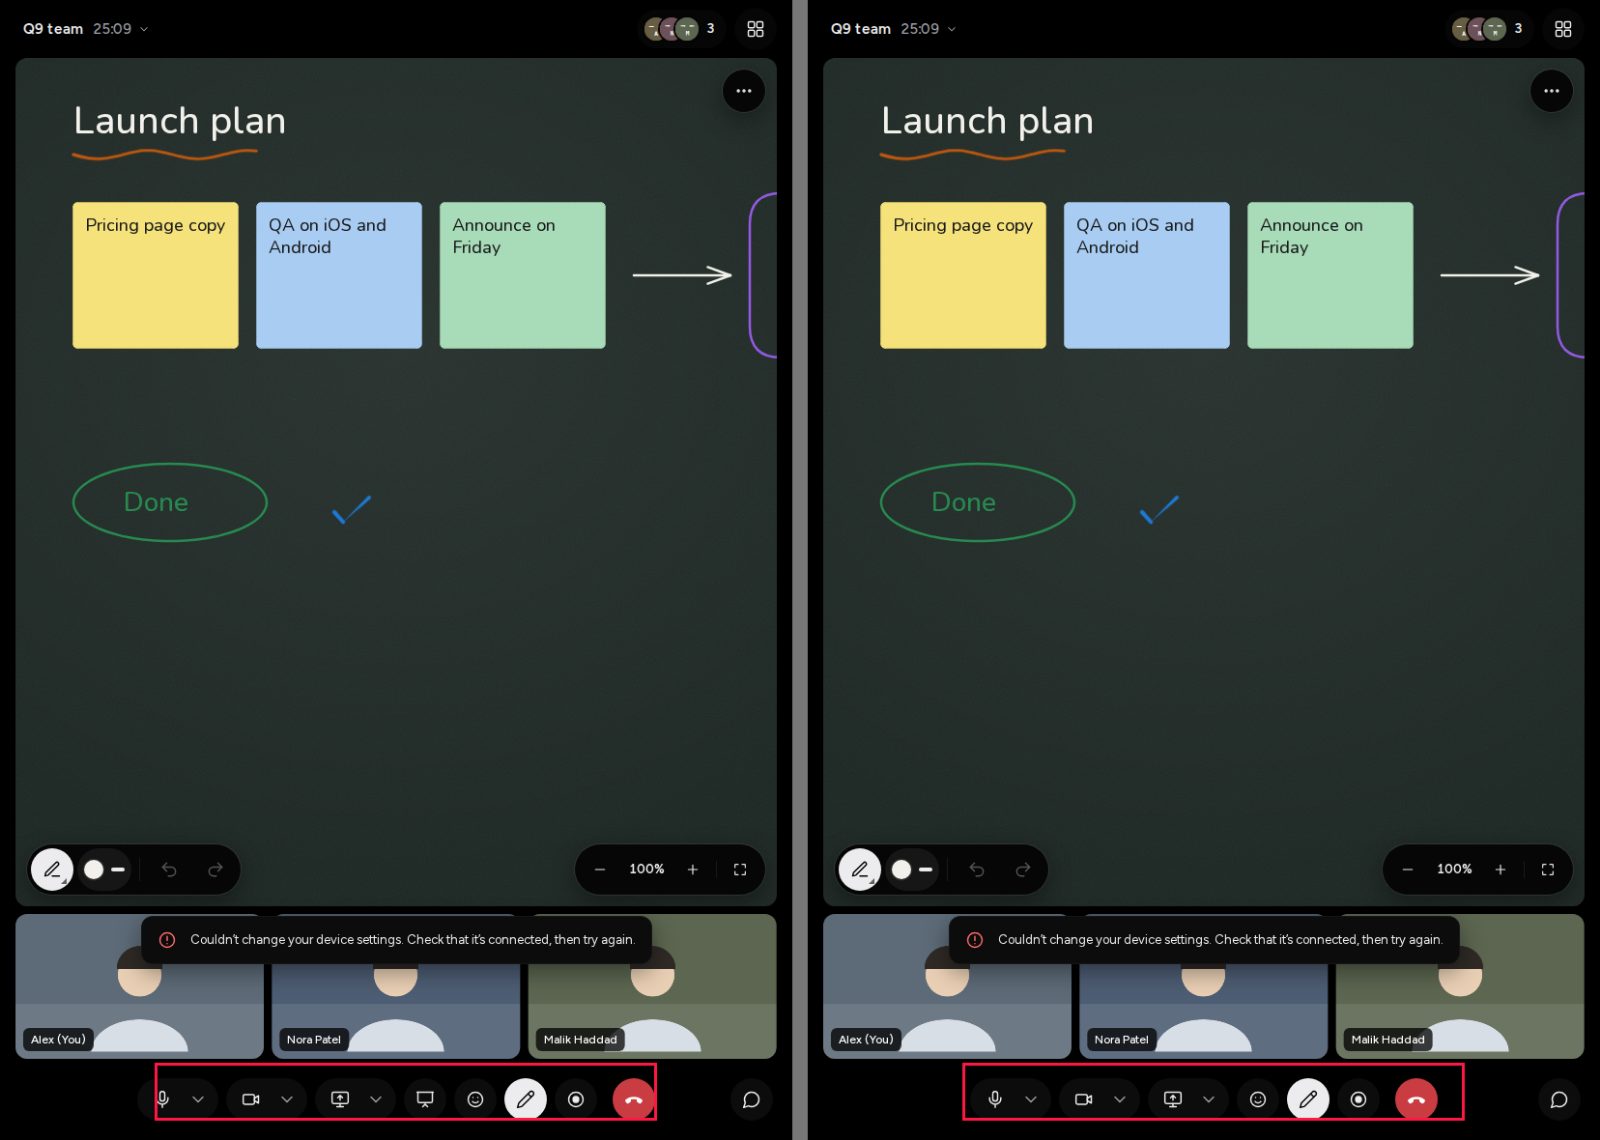 Q9 team 25:09
3
Launch plan
Pricing page copy
QA on iOS and
Android
Announce on
Friday
Done
100%
Couldn't change your device settings. Check that it's connected, then try again.
Alex (You)
Nora Patel
Malik Haddad
Q9 team 25:09
3
Launch plan
Pricing page copy
QA on iOS and
Android
Announce on
Friday
Done
100%
Couldn't change your device settings. Check that it's connected, then try again.
Alex (You)
Nora Patel
Malik Haddad